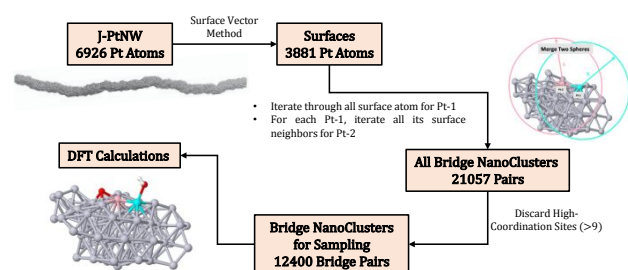 J-PtNW
6926 Pt Atoms
Surface Vector
Method
Surfaces
3881 Pt Atoms
Merge Two Spheres
• Iterate through all surface atom for Pt-1
• For each Pt-1, iterate all its surface
neighbors for Pt-2
All Bridge NanoClusters
21057 Pairs
Discard High-
Coordination Sites (>9)
Bridge NanoClusters
for Sampling
12400 Bridge Pairs
DFT Calculations